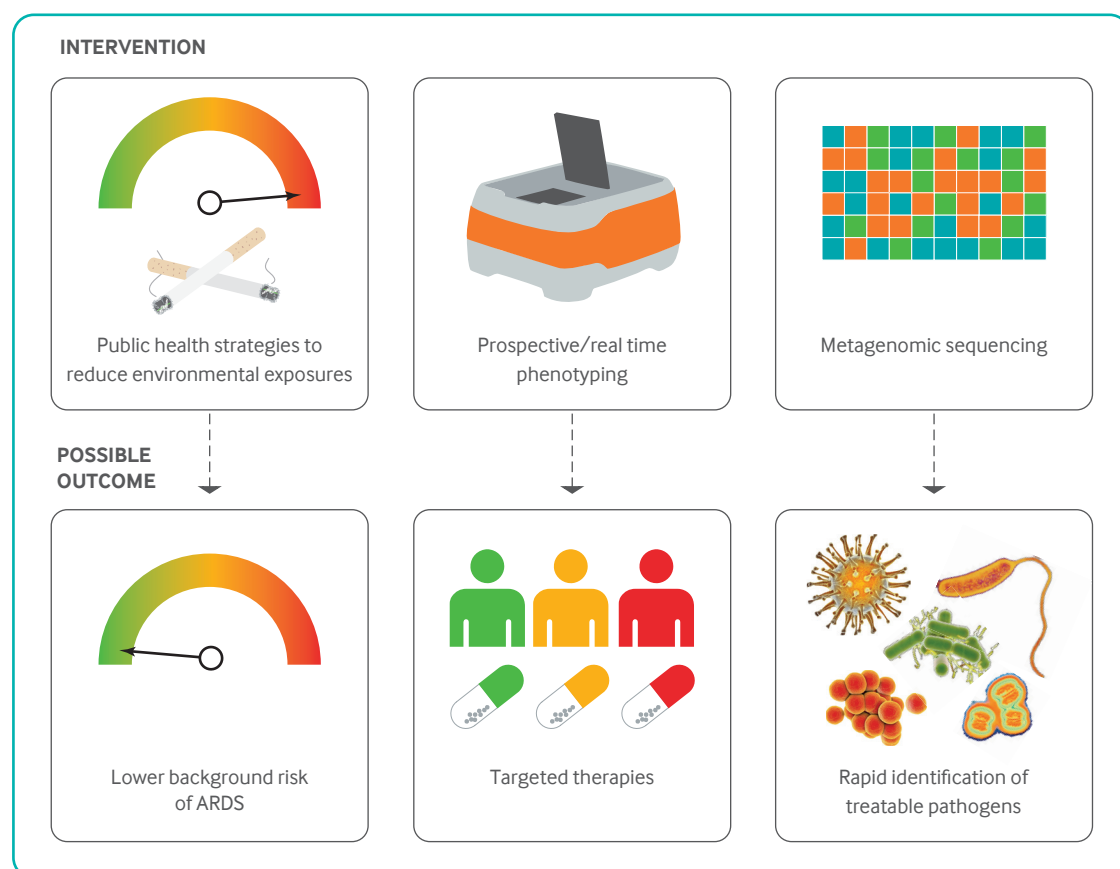 INTERVENTION
Public health strategies to
reduce environmental exposures
Prospective/real time
phenotyping
Metagenomic sequencing
POSSIBLE
OUTCOME
Lower background risk
of ARDS
Targeted therapies
Rapid identification of
treatable pathogens